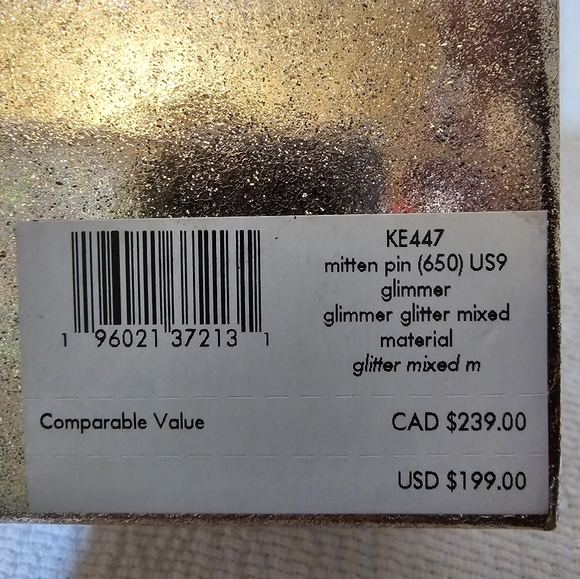 1 96021 37213 1
KE447
mitten pin (650) US9
glimmer
glimmer glitter mixed
material
glitter mixed m
Comparable Value CAD $239.00
USD $199.00